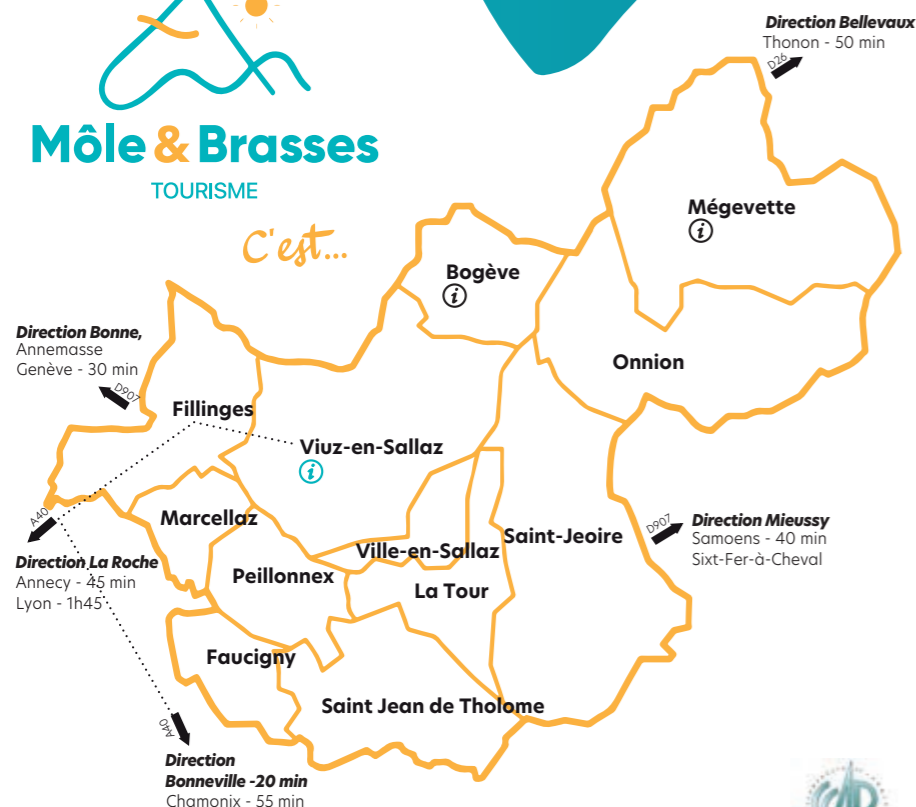 Direction Bellevaux
Thonon - 50 min
D26
Môle & Brasses
TOURISME
C'est...
Mégevette
i
Bogève
i
Direction Bonne,
Annemasse
Genève - 30 min
D907
Onnion
Fillinges
Viuz-en-Sallaz
i
A40
Marcellaz
Direction Mieussy
Samoens - 40 min
Sixt-Fer-à-Cheval
D907
Saint-Jeoire
Ville-en-Sallaz
Direction La Roche
Annecy - 45 min
Lyon - 1h45
Peillonnex
La Tour
Faucigny
Saint Jean de Tholome
A40
Direction
Bonneville -20 min
Chamonix - 55 min